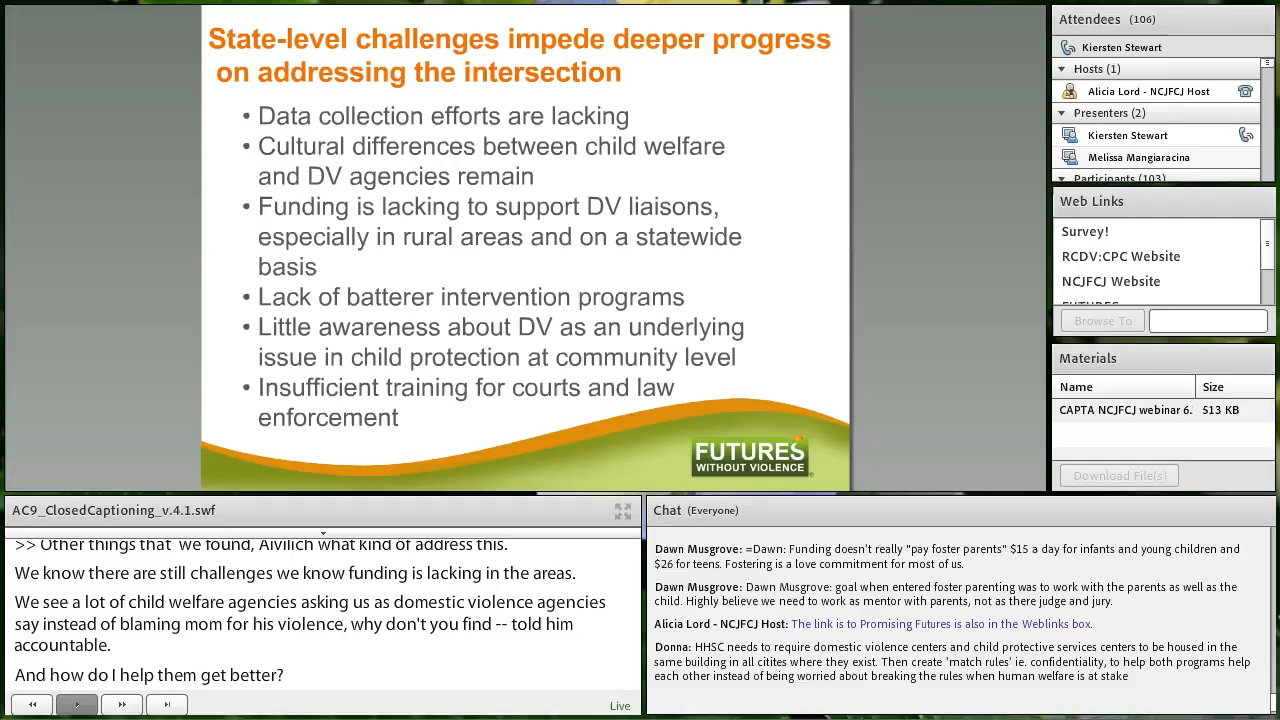 State-level challenges impede deeper progress
on addressing the intersection
• Data collection efforts are lacking
• Cultural differences between child welfare
and DV agencies remain
• Funding is lacking to support DV liaisons,
especially in rural areas and on a statewide
basis
• Lack of batterer intervention programs
• Little awareness about DV as an underlying
issue in child protection at community level
• Insufficient training for courts and law
enforcement
FUTURES
WITHOUT VIOLENCE
Attendees (106)
Kiersten Stewart
Hosts (1)
Alicia Lord - NCJFCJ Host
Presenters (2)
Kiersten Stewart
Melissa Mangiaracina
Participants (103)
Web Links
Survey!
RCDV:CPC Website
NCJFCJ Website
FUTURES
Browse To
Materials
Name Size
CAPTA NCJFCJ webinar 6. 513 KB
Download File(s)
AC9_ClosedCaptioning_v.4.1.swf
>> Other things that we found, Alvilich what kind of address this.
We know there are still challenges we know funding is lacking in the areas.
We see a lot of child welfare agencies asking us as domestic violence agencies
say instead of blaming mom for his violence, why don't you find -- told him
accountable.
And how do I help them get better?
Live
Chat (Everyone)
Dawn Musgrove: =Dawn: Funding doesn't really "pay foster parents" $15 a day for infants and young children and
$26 for teens. Fostering is a love commitment for most of us.
Dawn Musgrove: Dawn Musgrove: goal when entered foster parenting was to work with the parents as well as the
child. Highly believe we need to work as mentor with parents, not as there judge and jury.
Alicia Lord - NCJFCJ Host: The link is to Promising Futures is also in the Weblinks box.
Donna: HHSC needs to require domestic violence centers and child protective services centers to be housed in the
same building in all citites where they exist. Then create 'match rules' ie. confidentiality, to help both programs help
each other instead of being worried about breaking the rules when human welfare is at stake